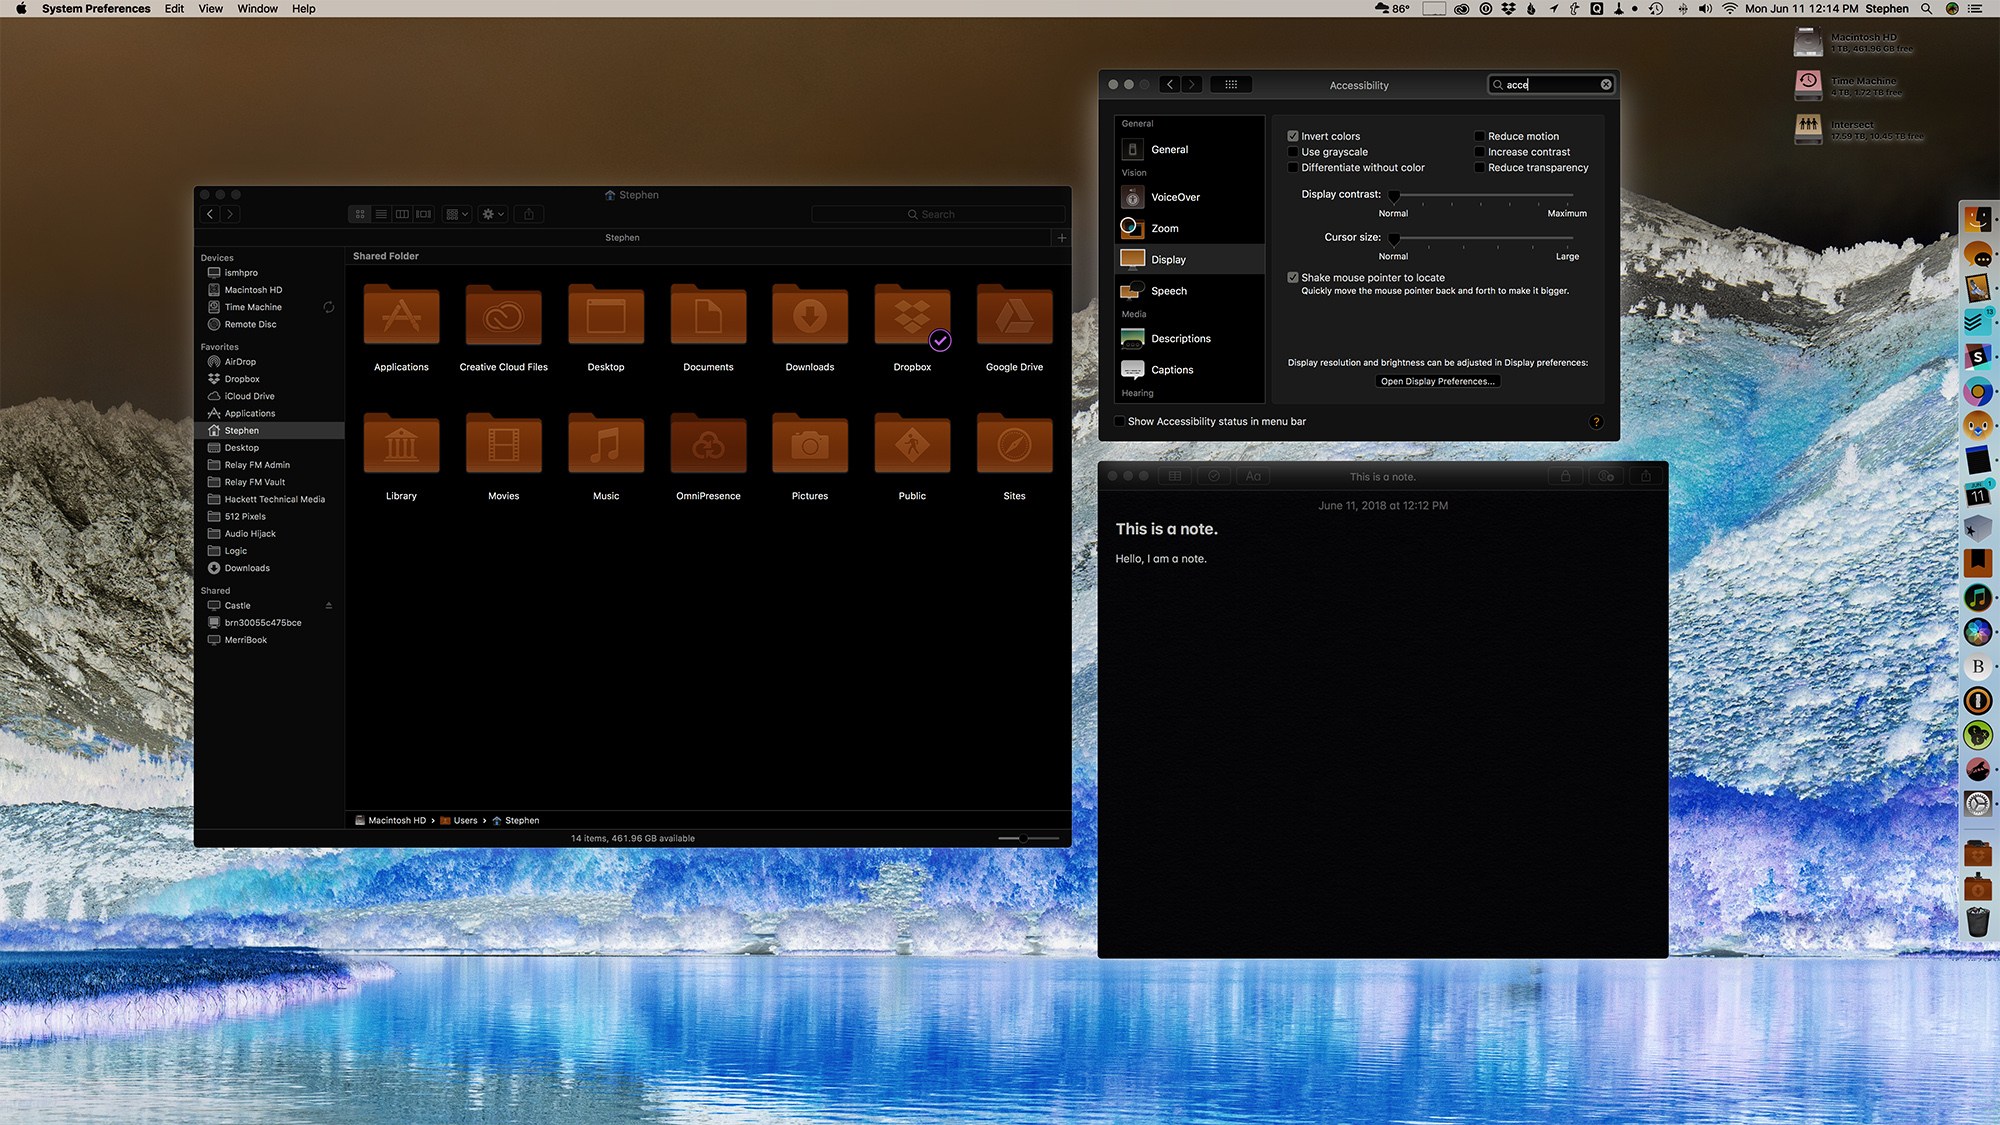 System Preferences Edit View Window Help
86° Mon Jun 11 12:14 PM Stephen
Macintosh HD
1 TB, 461.96 GB free
Time Machine
4 TB, 1.72 TB free
Intersect
17.59 TB, 10.45 TB free
Stephen
Search
Stephen
Devices
ismhpro
Macintosh HD
Time Machine
Remote Disc
Favorites
AirDrop
Dropbox
iCloud Drive
Applications
Stephen
Desktop
Relay FM Admin
Relay FM Vault
Hackett Technical Media
512 Pixels
Audio Hijack
Logic
Downloads
Shared
Castle
brn30055c475bce
MerriBook
Shared Folder
Applications Creative Cloud Files Desktop Documents Downloads Dropbox Google Drive
Library Movies Music OmniPresence Pictures Public Sites
Macintosh HD › Users › Stephen
14 items, 461.96 GB available
Accessibility
acce
General
General
Vision
VoiceOver
Zoom
Display
Speech
Media
Descriptions
Captions
Hearing
Invert colors Reduce motion
Use grayscale Increase contrast
Differentiate without color Reduce transparency
Display contrast:
Normal Maximum
Cursor size:
Normal Large
Shake mouse pointer to locate
Quickly move the mouse pointer back and forth to make it bigger.
Display resolution and brightness can be adjusted in Display preferences:
Open Display Preferences...
Show Accessibility status in menu bar
?
Aa
This is a note.
June 11, 2018 at 12:12 PM
This is a note.
Hello, I am a note.
13
S
JUN 1
11
B